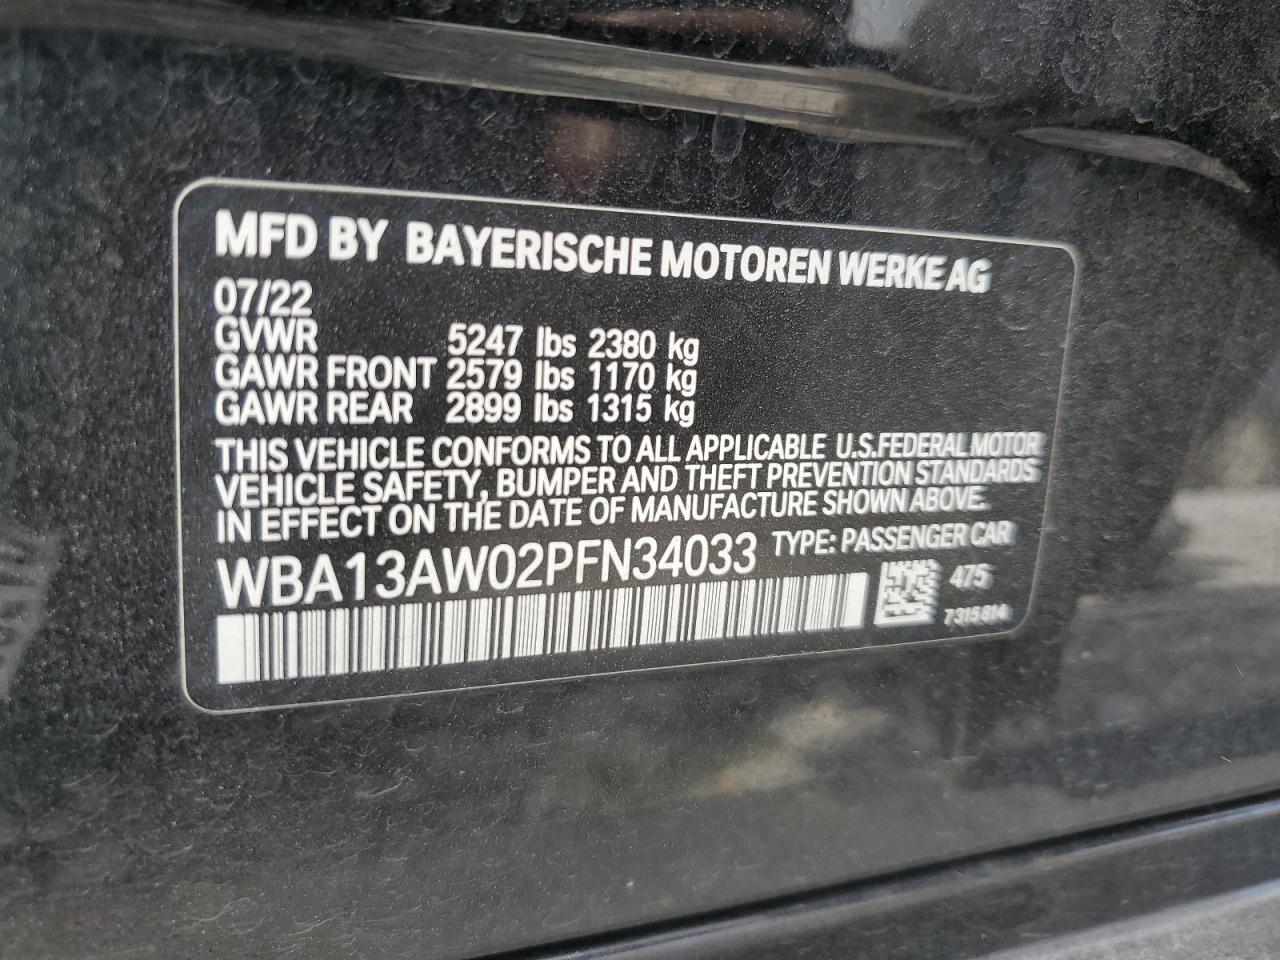 MFD BY BAYERISCHE MOTOREN WERKE AG
07/22
GVWR 5247 lbs 2380 kg
GAWR FRONT 2579 lbs 1170 kg
GAWR REAR 2899 lbs 1315 kg
THIS VEHICLE CONFORMS TO ALL APPLICABLE U.S.FEDERAL MOTOR
VEHICLE SAFETY, BUMPER AND THEFT PREVENTION STANDARDS
IN EFFECT ON THE DATE OF MANUFACTURE SHOWN ABOVE.
WBA13AW02PFN34033 TYPE: PASSENGER CAR
475
7315814